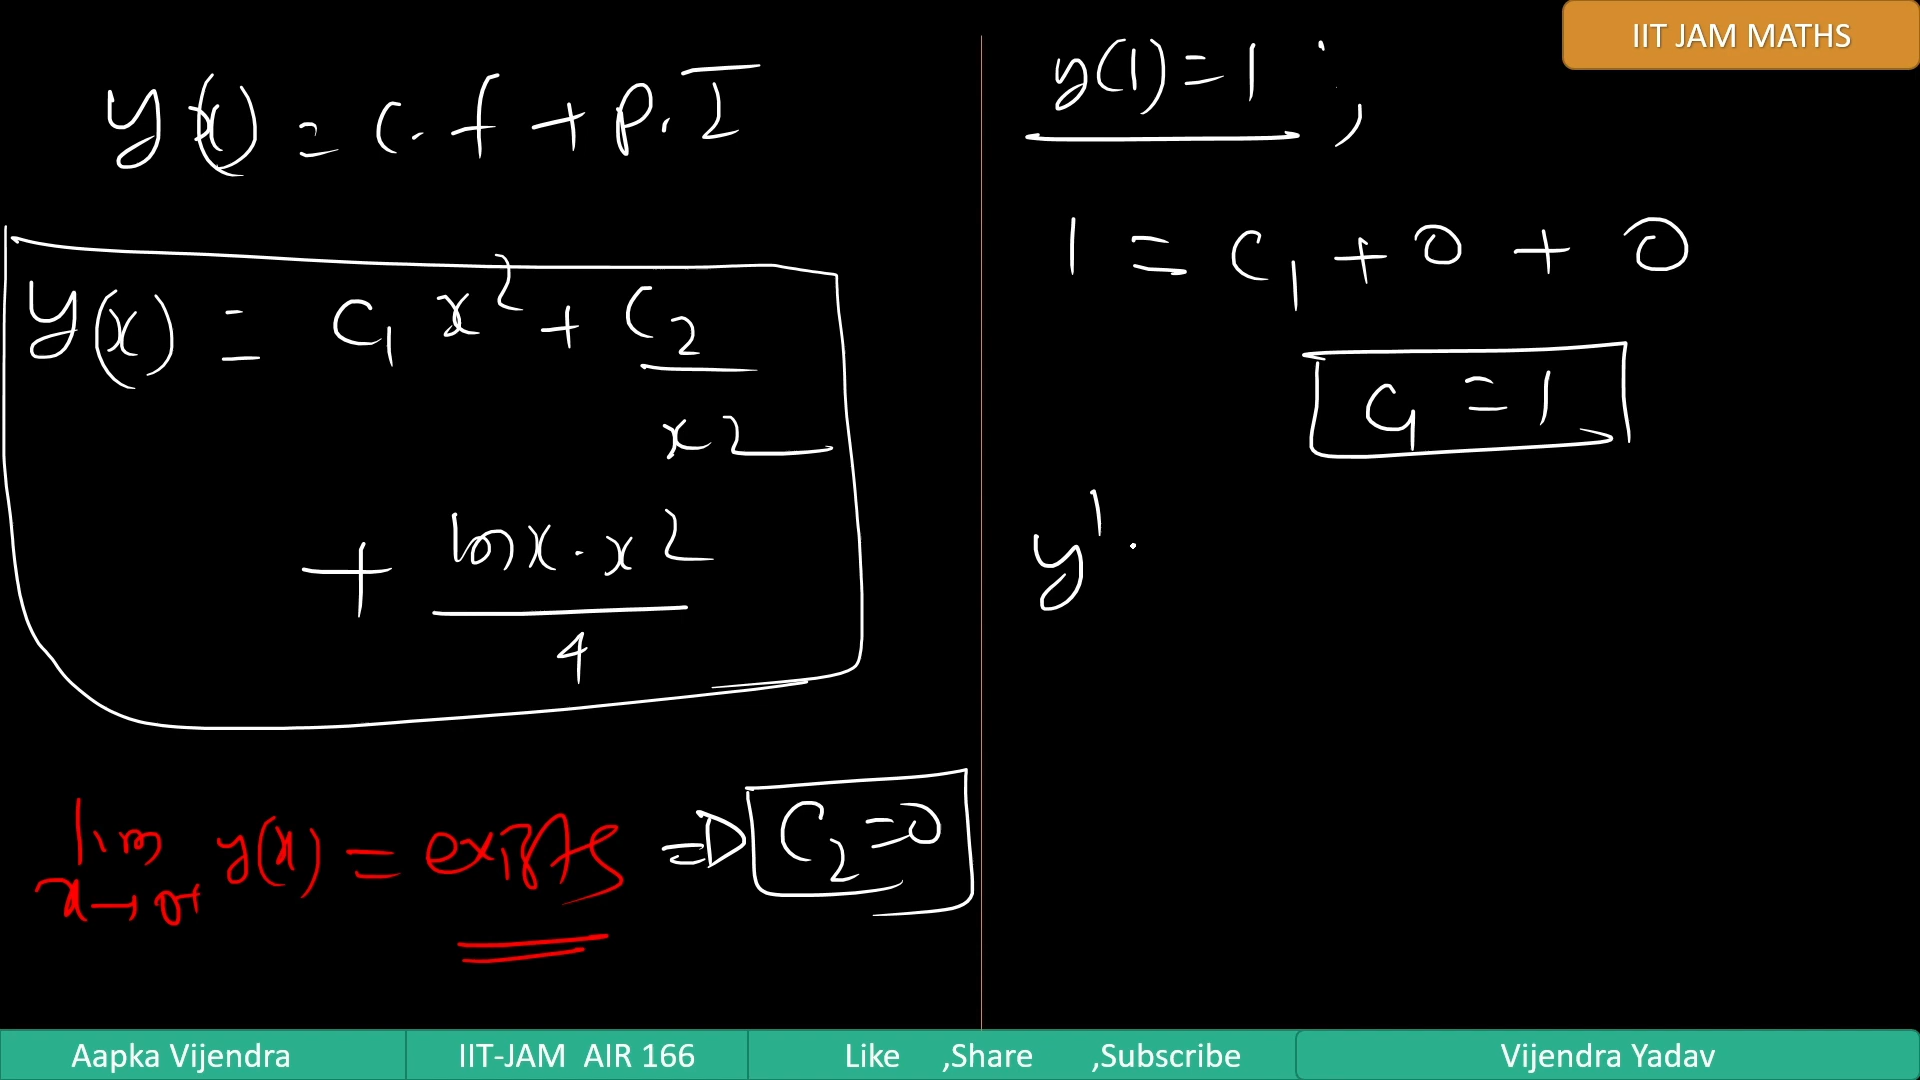 IIT JAM MATHS
y(x) = C.f + P.I
y(x) = C1 x² + C2
x2
+ lnx . x2
4
lim y(x) = exists ⇒ C2 = 0
x→0+
y(1) = 1 ;
1 = C1 + 0 + 0
C1 = 1
y' .
Aapka Vijendra IIT-JAM AIR 166 Like ,Share ,Subscribe Vijendra Yadav